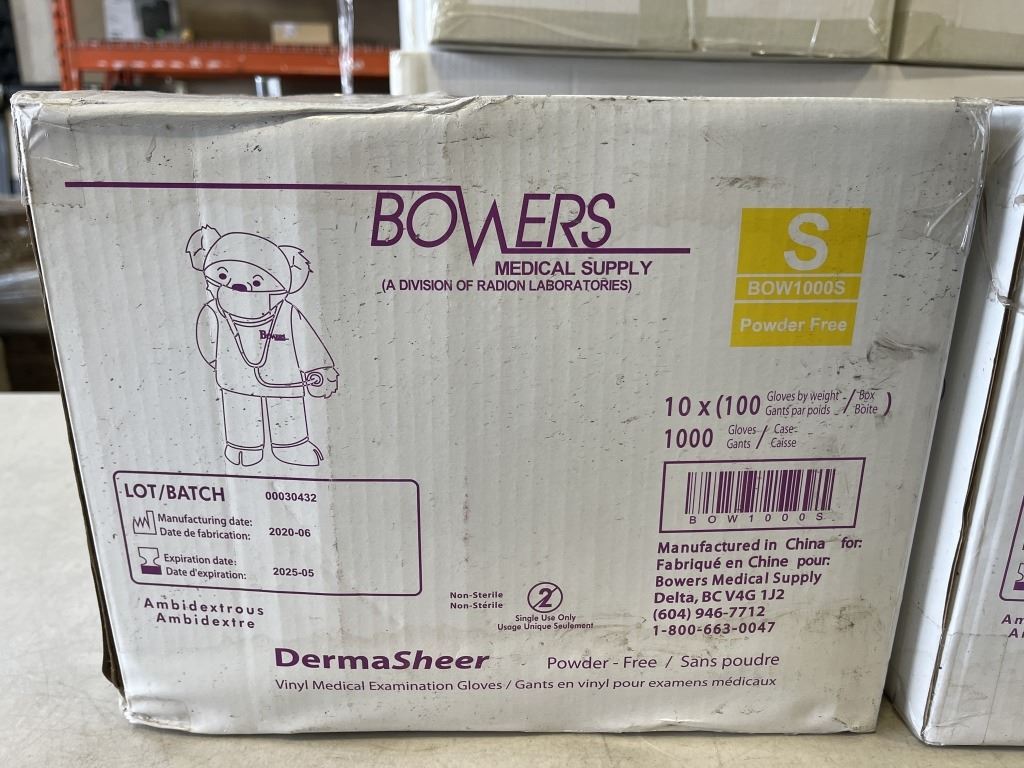 BOWERS
MEDICAL SUPPLY
(A DIVISION OF RADION LABORATORIES)
S
BOW1000S
Powder Free
Bowers
10 x (100 Gloves by weight / Box )
Gants par poids / Boîte
1000 Gloves / Case
Gants / Caisse
BOW1000S
Manufactured in China for:
Fabriqué en Chine pour:
Bowers Medical Supply
Delta, BC V4G 1J2
(604) 946-7712
1-800-663-0047
LOT/BATCH 00030432
Manufacturing date:
Date de fabrication: 2020-06
Expiration date:
Date d'expiration: 2025-05
Ambidextrous
Ambidextre
Non-Sterile
Non-Stérile
2
Single Use Only
Usage Unique Seulement
DermaSheer Powder - Free / Sans poudre
Vinyl Medical Examination Gloves / Gants en vinyl pour examens médicaux